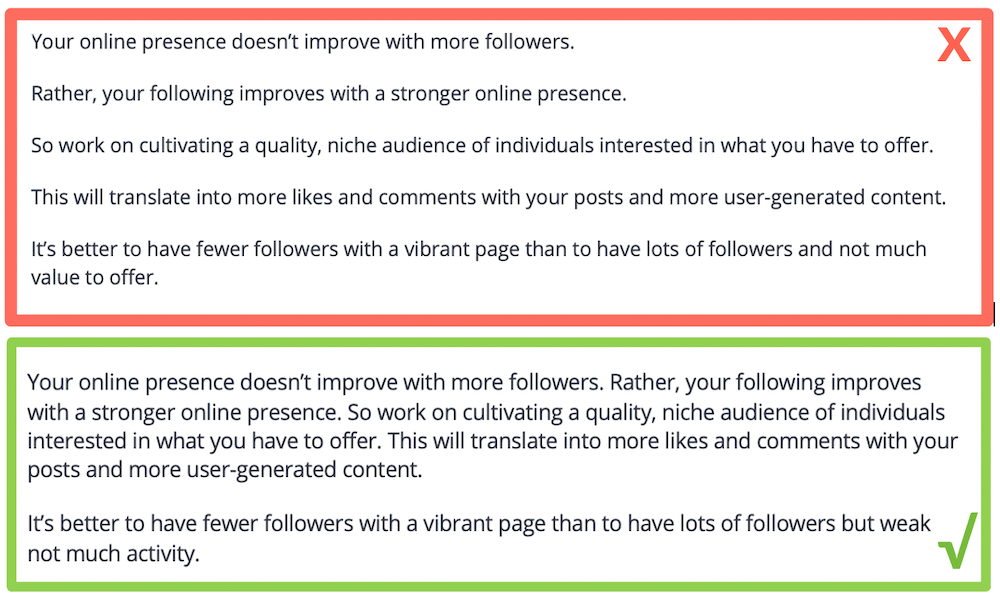 Your online presence doesn’t improve with more followers.
X
Rather, your following improves with a stronger online presence.
So work on cultivating a quality, niche audience of individuals interested in what you have to offer.
This will translate into more likes and comments with your posts and more user-generated content.
It’s better to have fewer followers with a vibrant page than to have lots of followers and not much
value to offer.
Your online presence doesn’t improve with more followers. Rather, your following improves
with a stronger online presence. So work on cultivating a quality, niche audience of individuals
interested in what you have to offer. This will translate into more likes and comments with your
posts and more user-generated content.
It’s better to have fewer followers with a vibrant page than to have lots of followers but weak
not much activity.
√